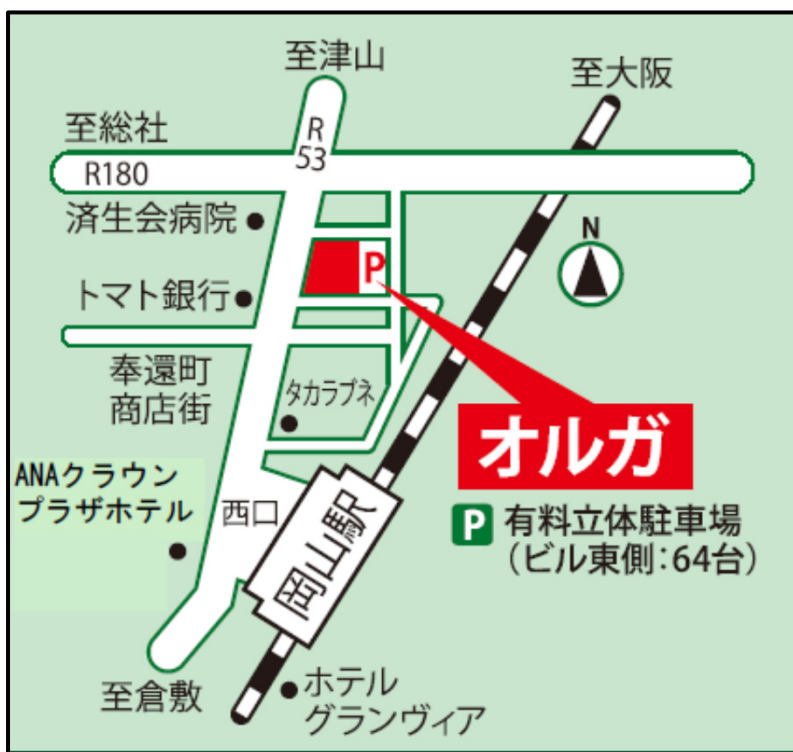 至津山
至大阪
至総社
R
53
R180
済生会病院
N
P
トマト銀行
奉還町
商店街
タカラブネ
オルガ
ANAクラウン
プラザホテル
西口
P 有料立体駐車場
(ビル東側:64台)
岡山駅
至倉敷
ホテル
グランヴィア